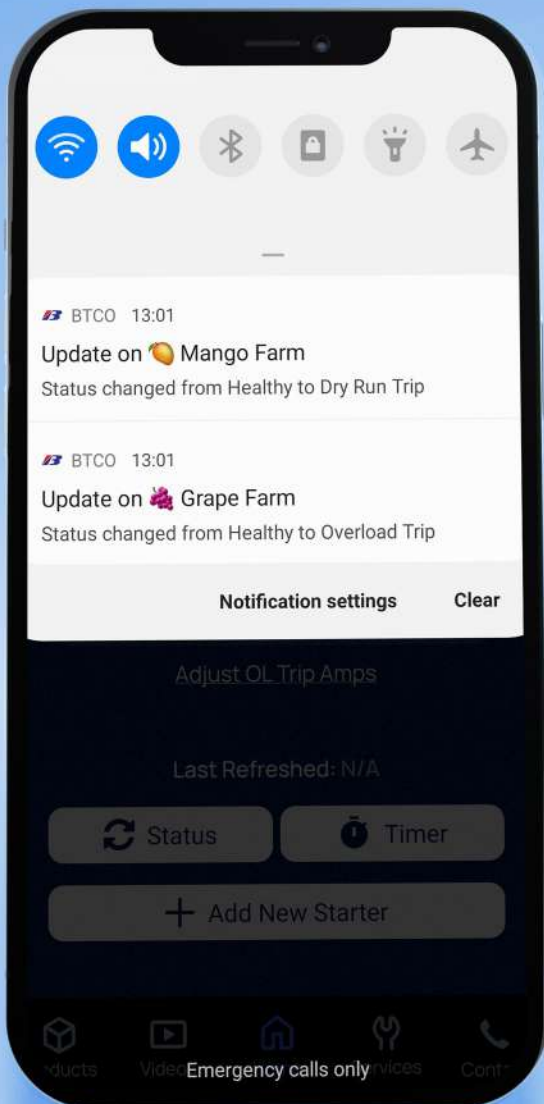 BTCO 13:01
Update on 🥭 Mango Farm
Status changed from Healthy to Dry Run Trip
BTCO 13:01
Update on 🍇 Grape Farm
Status changed from Healthy to Overload Trip
Notification settings Clear
Adjust OL Trip Amps
Last Refreshed: N/A
Status Timer
+ Add New Starter
Emergency calls only